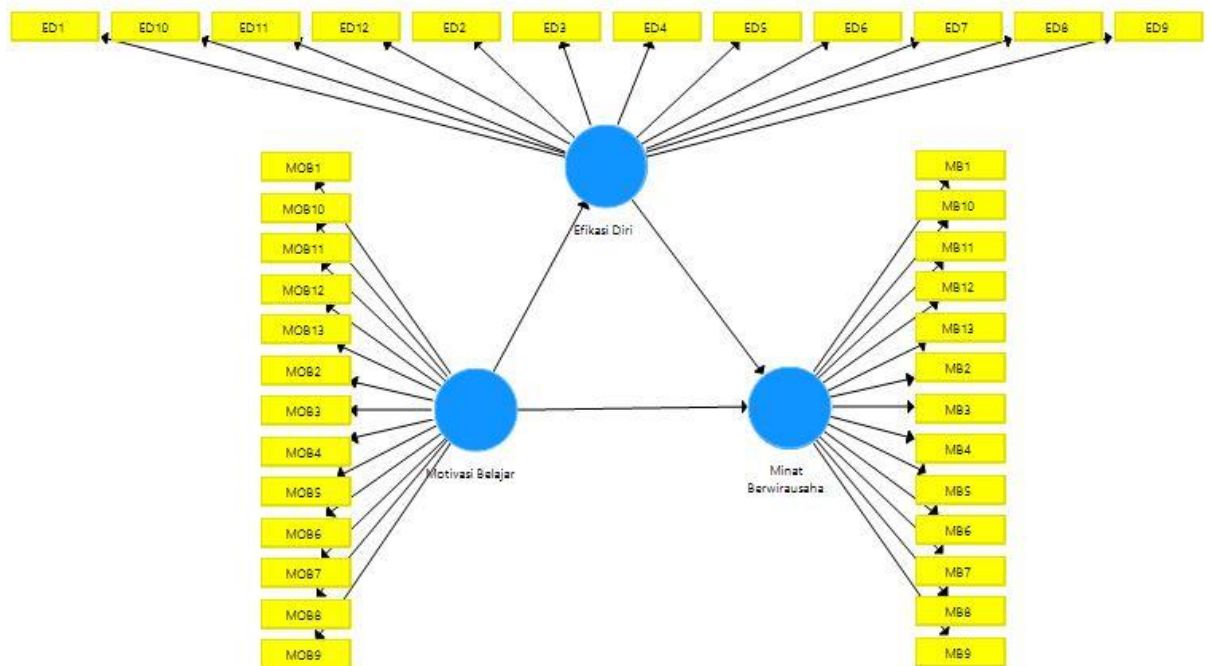 ED1
ED10
ED11
ED12
ED2
ED3
ED4
ED5
ED6
ED7
ED8
ED9
Efikasi Diri
MOB1
MOB10
MOB11
MOB12
MOB13
MOB2
MOB3
MOB4
MOB5
MOB6
MOB7
MOB8
MOB9
Motivasi Belajar
Minat
Berwirausaha
MB1
MB10
MB11
MB12
MB13
MB2
MB3
MB4
MB5
MB6
MB7
MB8
MB9